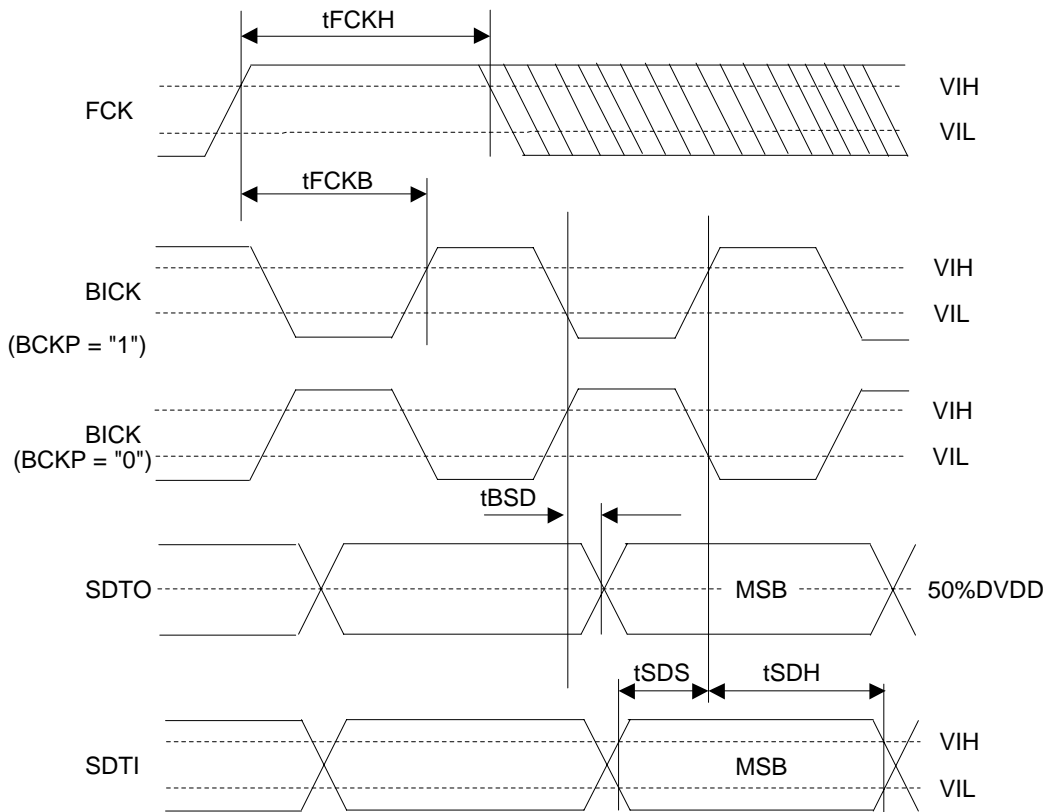 tFCKH
FCK
VIH
VIL
tFCKB
BICK
(BCKP = "1")
VIH
VIL
BICK
(BCKP = "0")
VIH
VIL
tBSD
SDTO
MSB
50%DVDD
tSDS
tSDH
SDTI
MSB
VIH
VIL